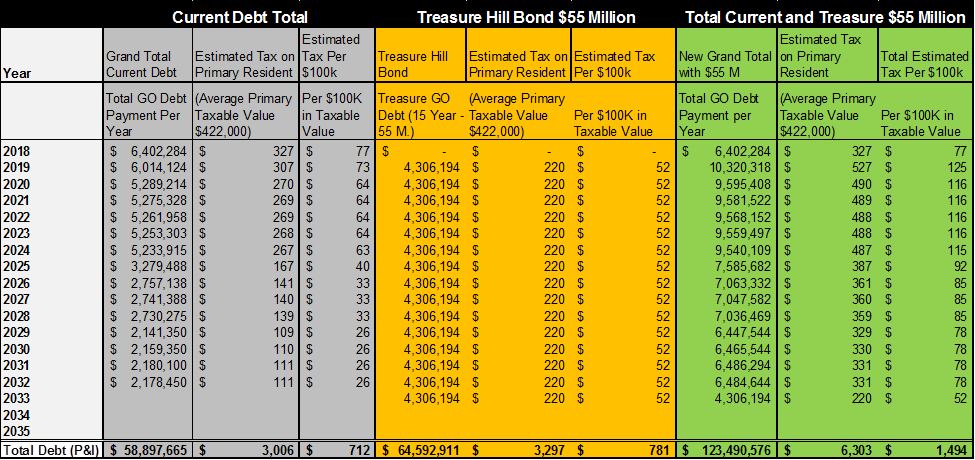 Current Debt Total Treasure Hill Bond $55 Million Total Current and Treasure $55 Million
Year Grand Total Current Debt Estimated Tax on Primary Resident Estimated Tax Per $100k Treasure Hill Bond Estimated Tax on Primary Resident Estimated Tax Per $100k New Grand Total with $55 M Estimated Tax on Primary Resident Total Estimated Tax Per $100k
Total GO Debt Payment Per Year (Average Primary Taxable Value $422,000) Per $100K in Taxable Value Treasure GO Debt (15 Year - 55 M.) (Average Primary Taxable Value $422,000) Per $100K in Taxable Value Total GO Debt Payment per Year (Average Primary Taxable Value $422,000) Per $100K in Taxable Value
2018 $ 6,402,284 $ 327 $ 77 $ - $ - $ - $ 6,402,284 $ 327 $ 77
2019 $ 6,014,124 $ 307 $ 73 4,306,194 $ 220 $ 52 10,320,318 $ 527 $ 125
2020 $ 5,289,214 $ 270 $ 64 4,306,194 $ 220 $ 52 9,595,408 $ 490 $ 116
2021 $ 5,275,328 $ 269 $ 64 4,306,194 $ 220 $ 52 9,581,522 $ 489 $ 116
2022 $ 5,261,958 $ 269 $ 64 4,306,194 $ 220 $ 52 9,568,152 $ 488 $ 116
2023 $ 5,253,303 $ 268 $ 64 4,306,194 $ 220 $ 52 9,559,497 $ 488 $ 116
2024 $ 5,233,915 $ 267 $ 63 4,306,194 $ 220 $ 52 9,540,109 $ 487 $ 115
2025 $ 3,279,488 $ 167 $ 40 4,306,194 $ 220 $ 52 7,585,682 $ 387 $ 92
2026 $ 2,757,138 $ 141 $ 33 4,306,194 $ 220 $ 52 7,063,332 $ 361 $ 85
2027 $ 2,741,388 $ 140 $ 33 4,306,194 $ 220 $ 52 7,047,582 $ 360 $ 85
2028 $ 2,730,275 $ 139 $ 33 4,306,194 $ 220 $ 52 7,036,469 $ 359 $ 85
2029 $ 2,141,350 $ 109 $ 26 4,306,194 $ 220 $ 52 6,447,544 $ 329 $ 78
2030 $ 2,159,350 $ 110 $ 26 4,306,194 $ 220 $ 52 6,465,544 $ 330 $ 78
2031 $ 2,180,100 $ 111 $ 26 4,306,194 $ 220 $ 52 6,486,294 $ 331 $ 78
2032 $ 2,178,450 $ 111 $ 26 4,306,194 $ 220 $ 52 6,484,644 $ 331 $ 78
2033 4,306,194 $ 220 $ 52 4,306,194 $ 220 $ 52
2034
2035
Total Debt (P&I) $ 58,897,665 $ 3,006 $ 712 $ 64,592,911 $ 3,297 $ 781 $ 123,490,576 $ 6,303 $ 1,494